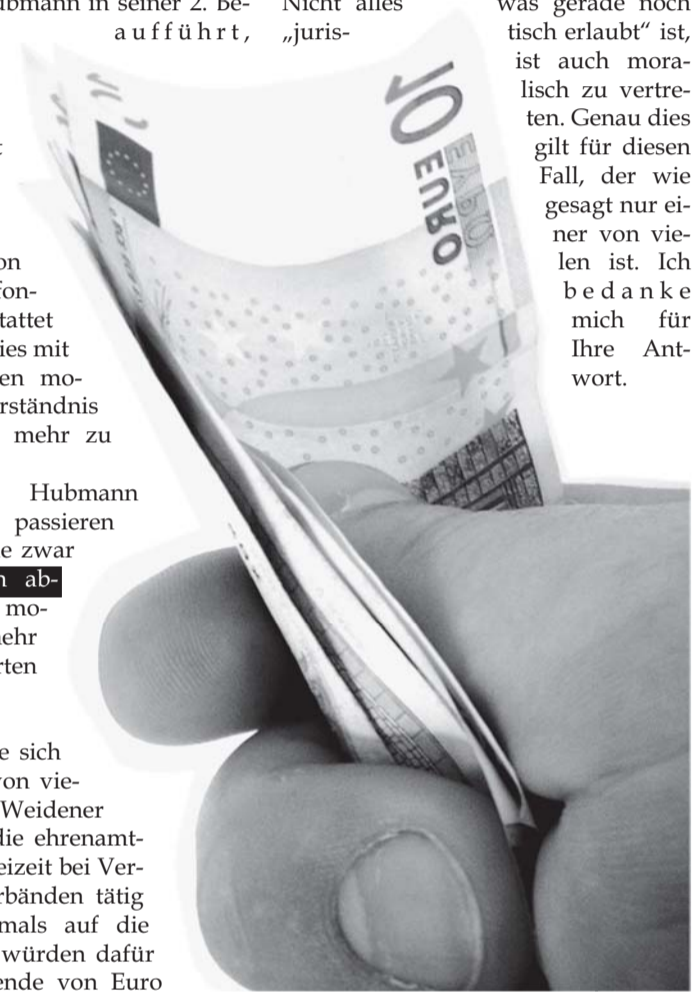 ubmann in seiner 2. Be-
aufführt,
t
on
fon-
tattet
ies mit
en mo-
rständnis
mehr zu
Hubmann
passieren
e zwar
n ab-
mo-
ehr
rten
e sich
von vie-
Weidener
die ehrenamt-
eizeit bei Ver-
rbänden tätig
mals auf die
würden dafür
ende von Euro
Nicht alles was gerade noch
„juris-tisch erlaubt“ ist,
ist auch mora-
lisch zu vertre-
ten. Genau dies
gilt für diesen
Fall, der wie
gesagt nur ei-
ner von vie-
len ist. Ich
bedanke
mich für
Ihre Ant-
wort.
10
EURO
ΕΥΡΩ